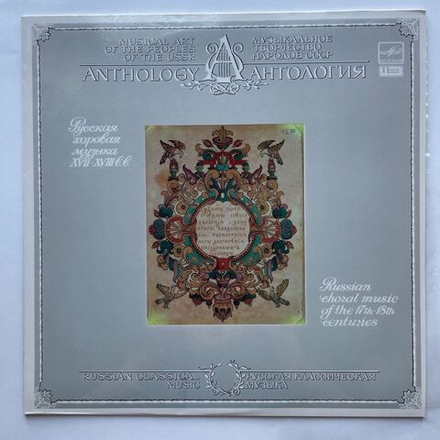 MUSICAL ART
OF THE PEOPLES
OF THE USSR
МУЗЫКАЛЬНОЕ
ТВОРЧЕСТВО
НАРОДОВ СССР
ANTHOLOGY
АНТОЛОГИЯ
Русская
хоровая
музыка
XVII-XVIII в.в.
Russian
choral music
of the 17th-18th
centuries
RUSSIAN CLASSICAL
MUSIC
РУССКАЯ КЛАССИЧЕСКАЯ
МУЗЫКА